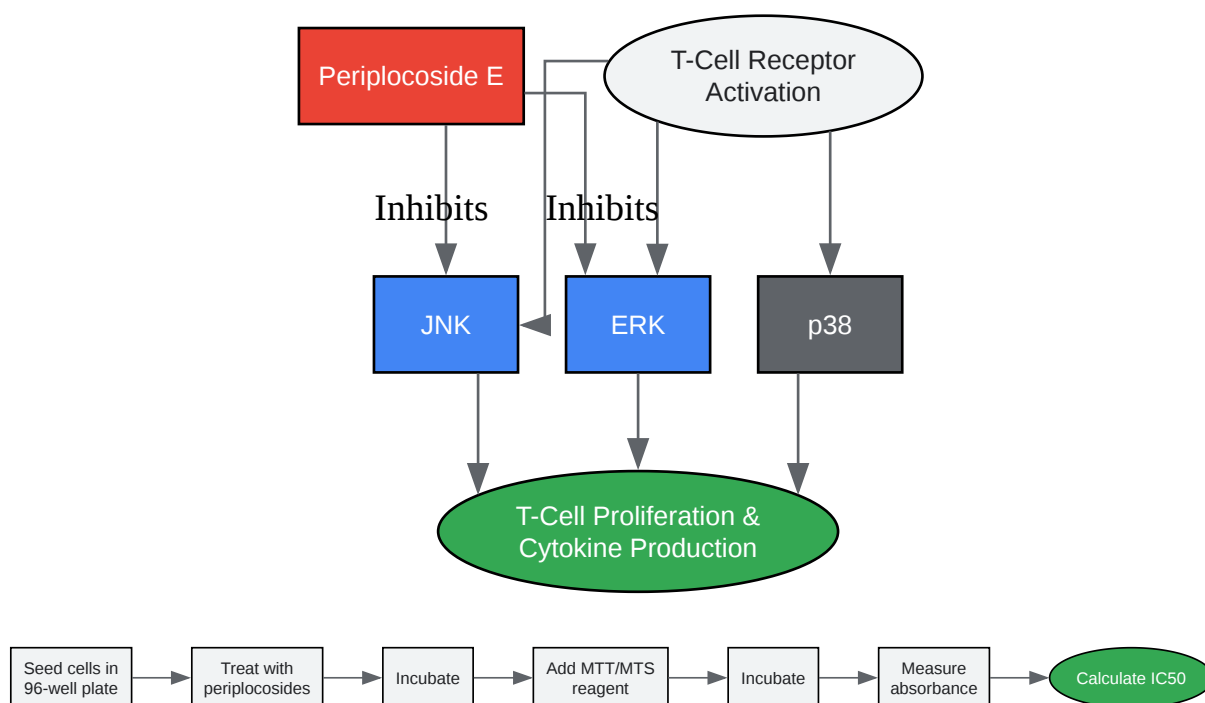 Periplocoside E
T-Cell Receptor
Activation
Inhibits
Inhibits
JNK
ERK
p38
T-Cell Proliferation &
Cytokine Production
Seed cells in
96-well plate
Treat with
periplocosides
Incubate
Add MTT/MTS
reagent
Incubate
Measure
absorbance
Calculate IC50